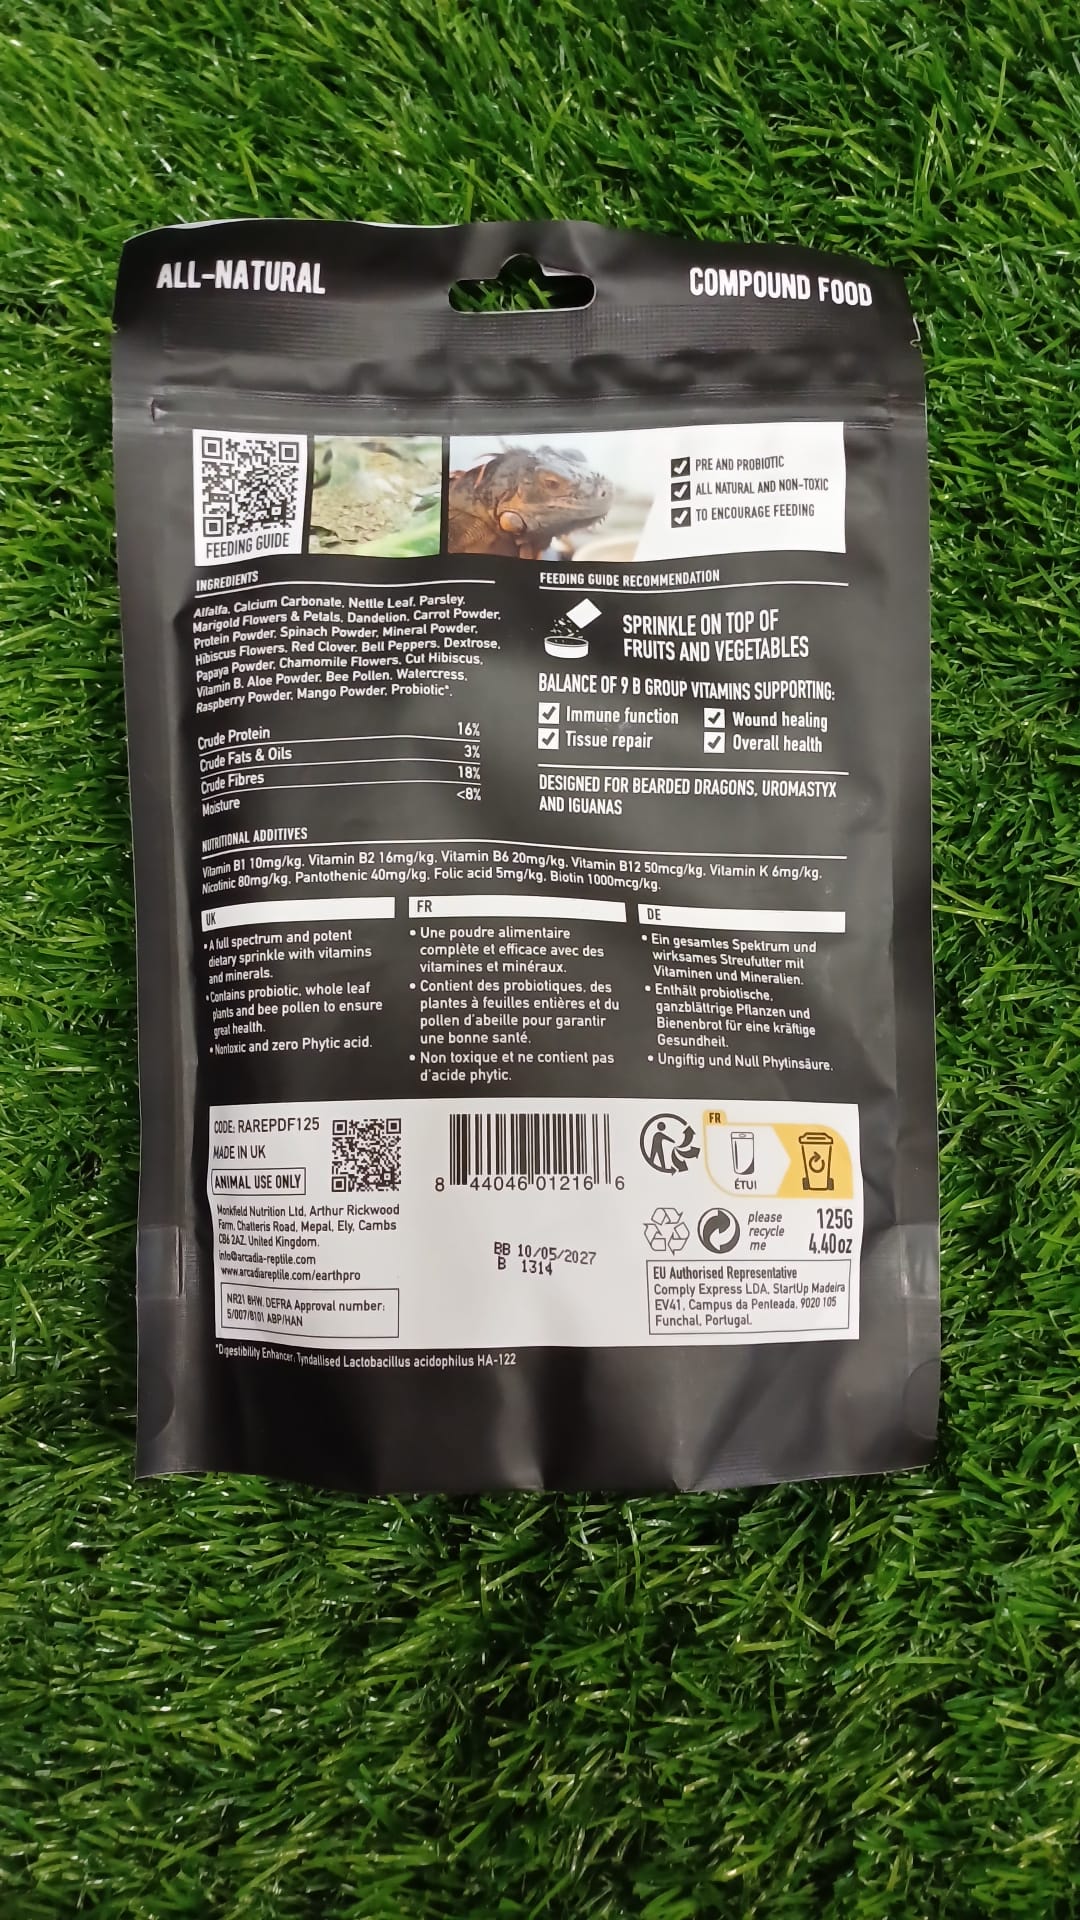 ALL-NATURAL
COMPOUND FOOD
FEEDING GUIDE
PRE AND PROBIOTIC
ALL NATURAL AND NON-TOXIC
TO ENCOURAGE FEEDING
INGREDIENTS
Alfalfa, Calcium Carbonate, Nettle Leaf, Parsley,
Marigold Flowers & Petals, Dandelion, Carrot Powder,
Protein Powder, Spinach Powder, Mineral Powder,
Hibiscus Flowers, Red Clover, Bell Peppers, Dextrose,
Papaya Powder, Chamomile Flowers, Cut Hibiscus,
Vitamin B, Aloe Powder, Bee Pollen, Watercress,
Raspberry Powder, Mango Powder, Probiotic*.
Crude Protein 16%
Crude Fats & Oils 3%
Crude Fibres 18%
Moisture <8%
FEEDING GUIDE RECOMMENDATION
SPRINKLE ON TOP OF
FRUITS AND VEGETABLES
BALANCE OF 9 B GROUP VITAMINS SUPPORTING:
Immune function
Wound healing
Tissue repair
Overall health
DESIGNED FOR BEARDED DRAGONS, UROMASTYX
AND IGUANAS
NUTRITIONAL ADDITIVES
Vitamin B1 10mg/kg, Vitamin B2 16mg/kg, Vitamin B6 20mg/kg, Vitamin B12 50mcg/kg, Vitamin K 6mg/kg.
Nicotinic 80mg/kg, Pantothenic 40mg/kg, Folic acid 5mg/kg, Biotin 1000mcg/kg.
UK
• A full spectrum and potent
dietary sprinkle with vitamins
and minerals.
• Contains probiotic, whole leaf
plants and bee pollen to ensure
great health.
• Nontoxic and zero Phytic acid.
FR
• Une poudre alimentaire
complète et efficace avec des
vitamines et minéraux.
• Contient des probiotiques, des
plantes à feuilles entières et du
pollen d'abeille pour garantir
une bonne santé.
• Non toxique et ne contient pas
d'acide phytic.
DE
• Ein gesamtes Spektrum und
wirksames Streufutter mit
Vitaminen und Mineralien.
• Enthält probiotische,
ganzblättrige Pflanzen und
Bienenbrot für eine kräftige
Gesundheit.
• Ungiftig und Null Phytinsäure.
CODE: RAREPDF125
MADE IN UK
ANIMAL USE ONLY
Monkfield Nutrition Ltd, Arthur Rickwood
Farm, Chatteris Road, Mepal, Ely, Cambs
CB6 2AZ. United Kingdom.
info@arcadia-reptile.com
www.arcadiareptile.com/earthpro
NR21 8HW. DEFRA Approval number:
5/007/8101 ABP/HAN
8 44046 01216 6
BB 10/05/2027
B 1314
FR
ÉTUI
please
recycle
me
125G
4.40oz
EU Authorised Representative
Comply Express LDA, StartUp Madeira
EV41, Campus da Penteada, 9020 105
Funchal, Portugal.
*Digestibility Enhancer: Tyndallised Lactobacillus acidophilus HA-122